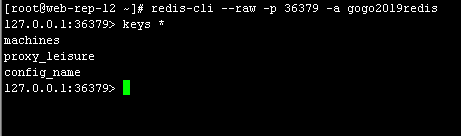 [root@web-rep-12 ~]# redis-cli --raw -p 36379 -a gogo2019redis
127.0.0.1:36379> keys *
machines
proxy_leisure
config_name
127.0.0.1:36379>